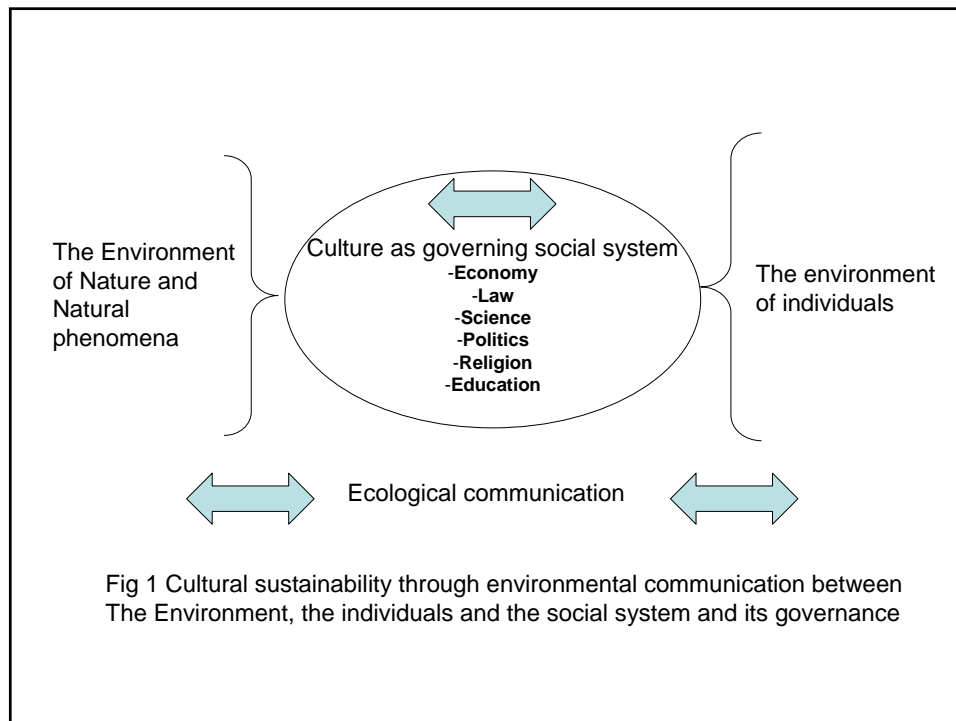 The Environment
of Nature and
Natural
phenomena
Culture as governing social system
-Economy
-Law
-Science
-Politics
-Religion
-Education
The environment
of individuals
Ecological communication
Fig 1 Cultural sustainability through environmental communication between
The Environment, the individuals and the social system and its governance